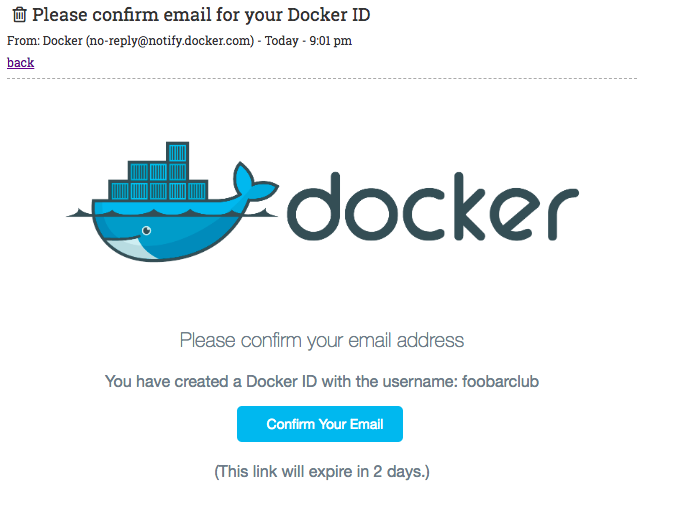 Please confirm email for your Docker ID
From: Docker (no-reply@notify.docker.com) - Today - 9:01 pm
back
docker
Please confirm your email address
You have created a Docker ID with the username: foobarclub
Confirm Your Email
(This link will expire in 2 days.)